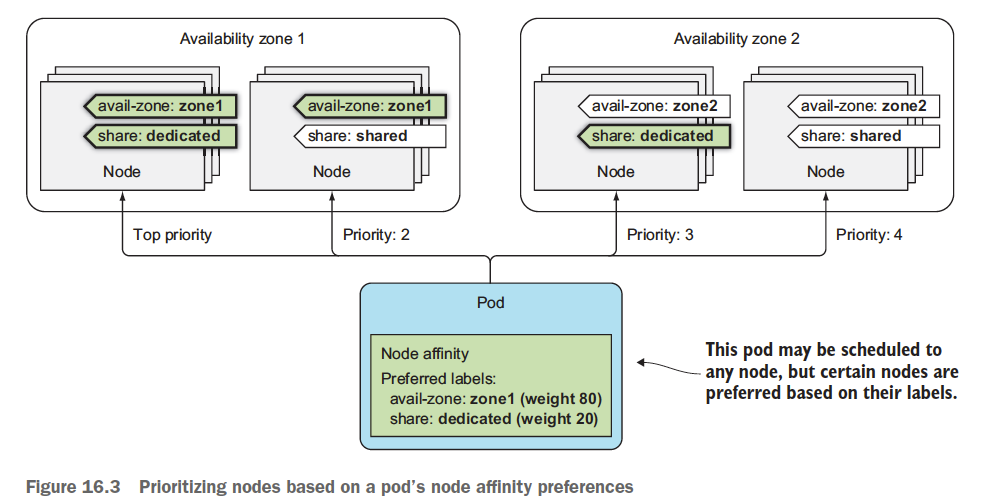 Availability zone 1
avail-zone: zone1
share: dedicated
Node
avail-zone: zone1
share: shared
Node
Availability zone 2
avail-zone: zone2
share: dedicated
Node
avail-zone: zone2
share: shared
Node
Top priority
Priority: 2
Priority: 3
Priority: 4
Pod
Node affinity
Preferred labels:
avail-zone: zone1 (weight 80)
share: dedicated (weight 20)
This pod may be scheduled to
any node, but certain nodes are
preferred based on their labels.
Figure 16.3 Prioritizing nodes based on a pod's node affinity preferences